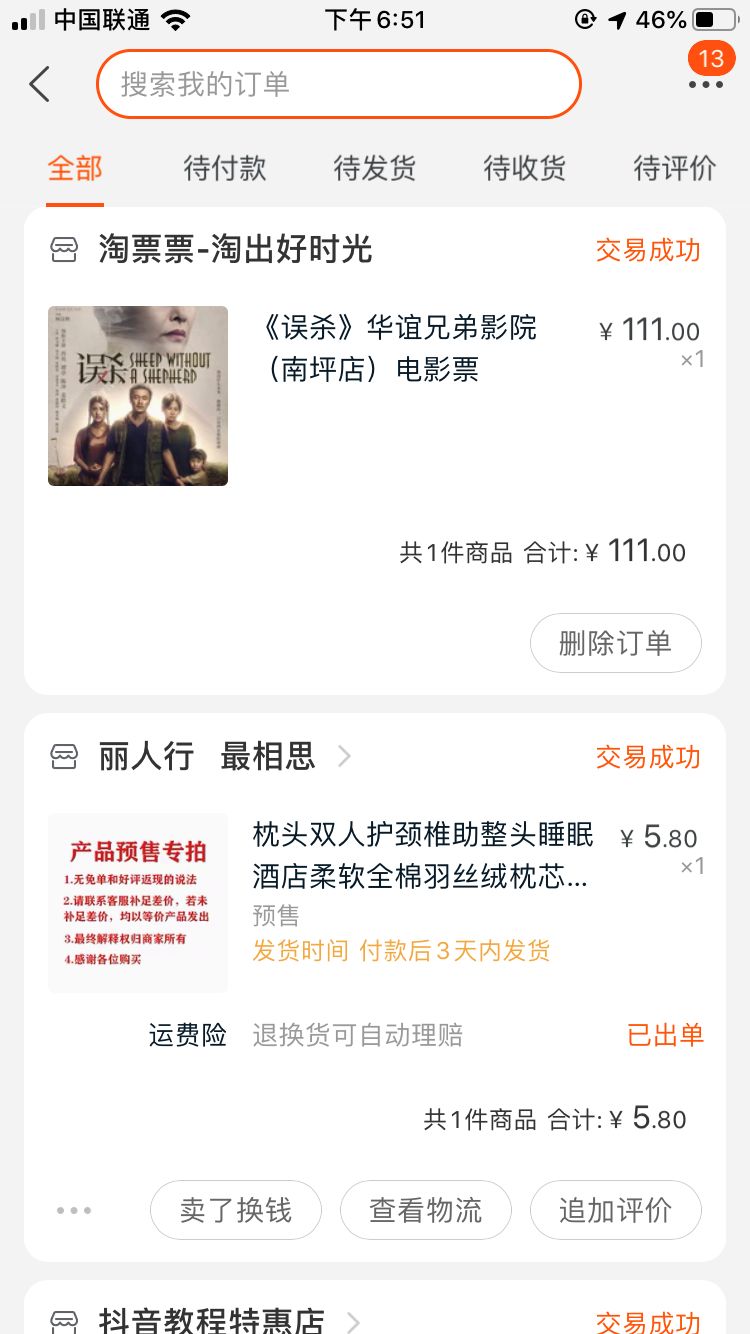 中国联通
下午6:51
46%
搜索我的订单
13
全部 待付款 待发货 待收货 待评价
淘票票-淘出好时光 交易成功
误杀
SHEEP WITHOUT
A SHEPHERD
《误杀》华谊兄弟影院 ¥ 111.00
（南坪店）电影票 ×1
共1件商品 合计: ¥ 111.00
删除订单
丽人行 最相思 交易成功
产品预售专拍
1.无免单和好评返现的说法
2.请联系客服补足差价，若未
补足差价，均以等价产品发出
3.最终解释权归商家所有
4.感谢各位购买
枕头双人护颈椎助整头睡眠 ¥ 5.80
酒店柔软全棉羽丝绒枕芯... ×1
预售
发货时间 付款后3天内发货
运费险 退换货可自动理赔 已出单
共1件商品 合计: ¥ 5.80
卖了换钱 查看物流 追加评价
抖音教程特惠店 交易成功